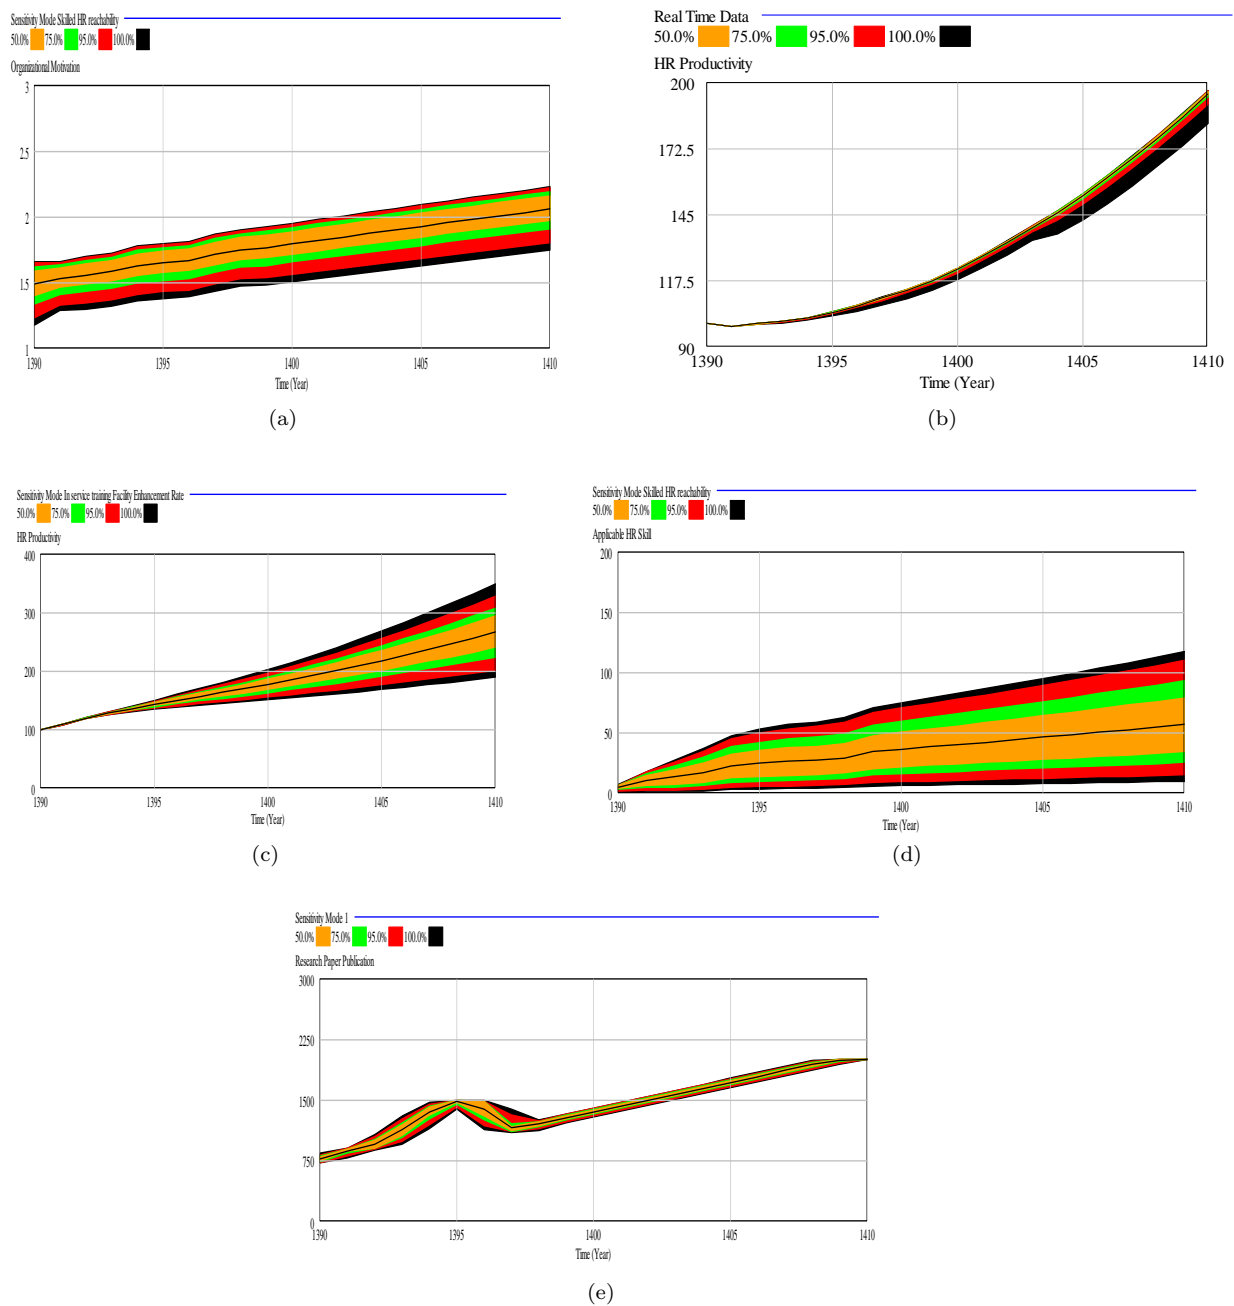 Sensitivity Mode Skilled HR reachability
50.0% 75.0% 95.0% 100.0%
Organizational Motivation
3
2.5
2
1.5
1
1390 1395 1400 1405 1410
Time (Year)
(a)
Real Time Data
50.0% 75.0% 95.0% 100.0%
HR Productivity
200
172.5
145
117.5
90
1390 1395 1400 1405 1410
Time (Year)
(b)
Sensitivity Mode In service training Facility Enhancement Rate
50.0% 75.0% 95.0% 100.0%
HR Productivity
400
300
200
100
0
1390 1395 1400 1405 1410
Time (Year)
(c)
Sensitivity Mode Skilled HR reachability
50.0% 75.0% 95.0% 100.0%
Applicable HR Skill
200
150
100
50
0
1390 1395 1400 1405 1410
Time (Year)
(d)
Sensitivity Mode 1
50.0% 75.0% 95.0% 100.0%
Research Paper Publication
3000
2250
1500
750
0
1390 1395 1400 1405 1410
Time (Year)
(e)